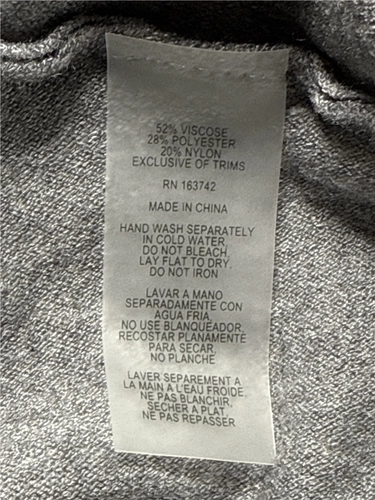 52% VISCOSE
28% POLYESTER
20% NYLON
EXCLUSIVE OF TRIMS
RN 163742
MADE IN CHINA
HAND WASH SEPARATELY
IN COLD WATER
DO NOT BLEACH,
LAY FLAT TO DRY,
DO NOT IRON
LAVAR A MANO
SEPARADAMENTE CON
AGUA FRIA,
NO USE BLANQUEADOR,
RECOSTAR PLANAMENTE
PARA SECAR,
NO PLANCHE
LAVER SEPAREMENT A
LA MAIN A L'EAU FROIDE,
NE PAS BLANCHIR,
SECHER A PLAT,
NE PAS REPASSER